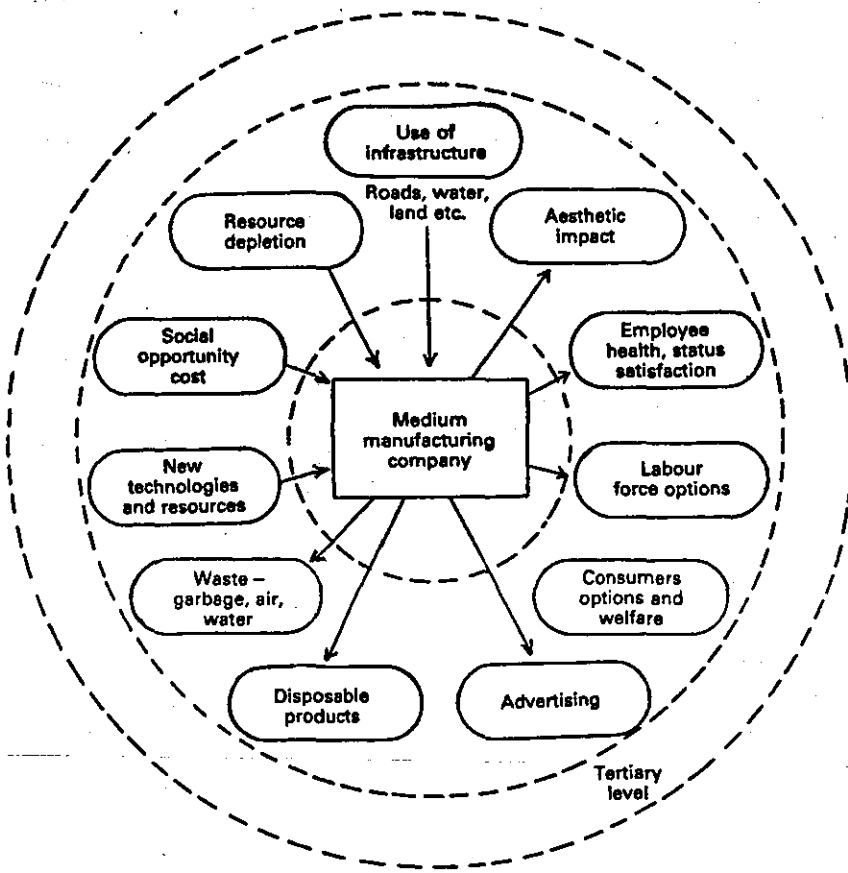 Use of
infrastructure
Roads, water,
land etc.
Resource
depletion
Aesthetic
impact
Social
opportunity
cost
Employee
health, status
satisfaction
Medium
manufacturing
company
New
technologies
and resources
Labour
force options
Waste –
garbage, air,
water
Consumers
options and
welfare
Disposable
products
Advertising
Tertiary
level